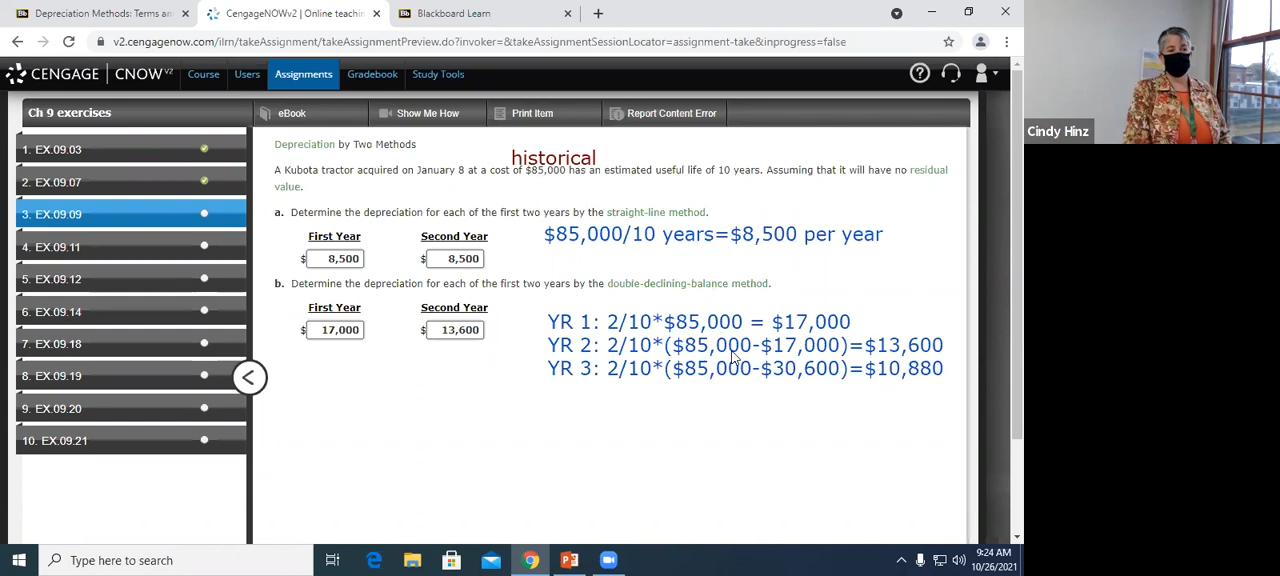 Depreciation Methods: Terms an
CengageNOWv2 | Online teachin
Blackboard Learn
v2.cengagenow.com/ilrn/takeAssignment/takeAssignmentPreview.do?invoker=&takeAssignmentSessionLocator=assignment-take&inprogress=false
CENGAGE | CNOWv2 Course Users Assignments Gradebook Study Tools
Ch 9 exercises
eBook Show Me How Print Item Report Content Error
1. EX.09.03
2. EX.09.07
3. EX.09.09
4. EX.09.11
5. EX.09.12
6. EX.09.14
7. EX.09.18
8. EX.09.19
9. EX.09.20
10. EX.09.21
Depreciation by Two Methods
historical
A Kubota tractor acquired on January 8 at a cost of $85,000 has an estimated useful life of 10 years. Assuming that it will have no residual
value.
a. Determine the depreciation for each of the first two years by the straight-line method.
First Year Second Year
$ 8,500 $ 8,500
$85,000/10 years=$8,500 per year
b. Determine the depreciation for each of the first two years by the double-declining-balance method.
First Year Second Year
$ 17,000 $ 13,600
YR 1: 2/10*$85,000 = $17,000
YR 2: 2/10*($85,000-$17,000)=$13,600
YR 3: 2/10*($85,000-$30,600)=$10,880
Cindy Hinz
Type here to search
9:24 AM
10/26/2021